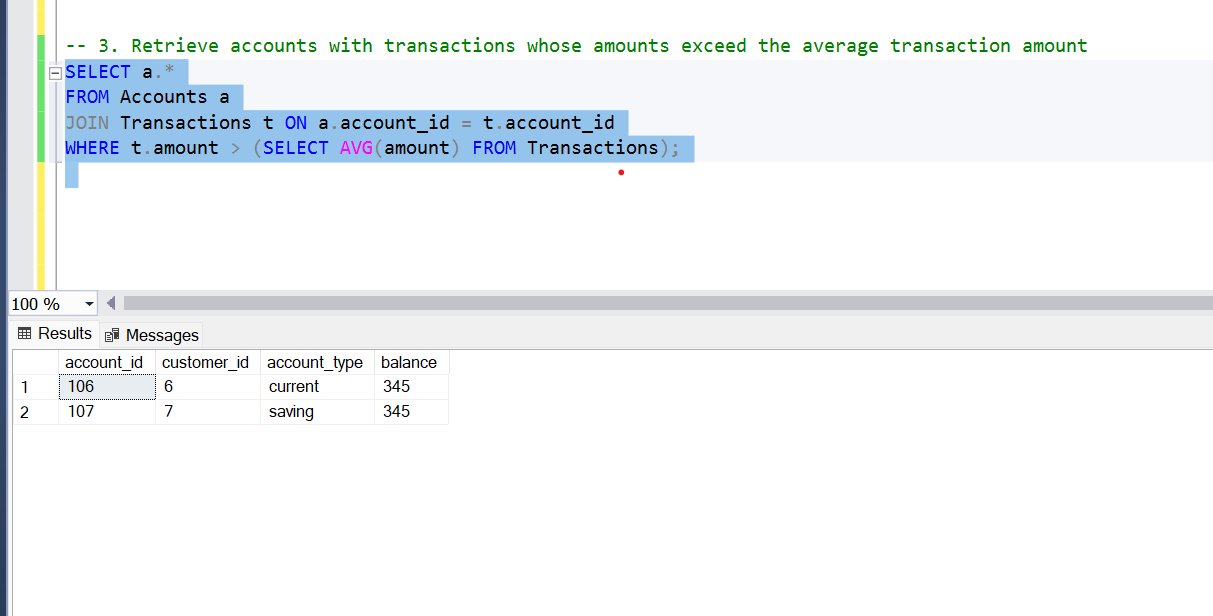 -- 3. Retrieve accounts with transactions whose amounts exceed the average transaction amount
SELECT a.*
FROM Accounts a
JOIN Transactions t ON a.account_id = t.account_id
WHERE t.amount > (SELECT AVG(amount) FROM Transactions);
100 %
Results Messages
account_id customer_id account_type balance
1 106 6 current 345
2 107 7 saving 345